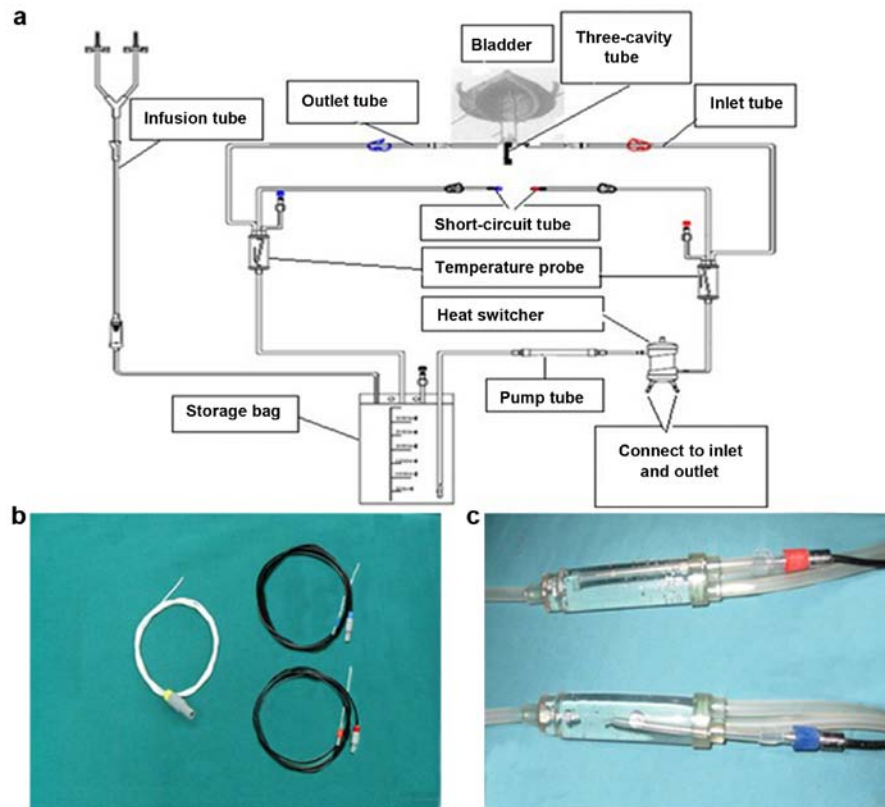 a
Bladder
Three-cavity
tube
Outlet tube
Inlet tube
Infusion tube
Short-circuit tube
Temperature probe
Heat switcher
Pump tube
Storage bag
Connect to inlet
and outlet
b
c